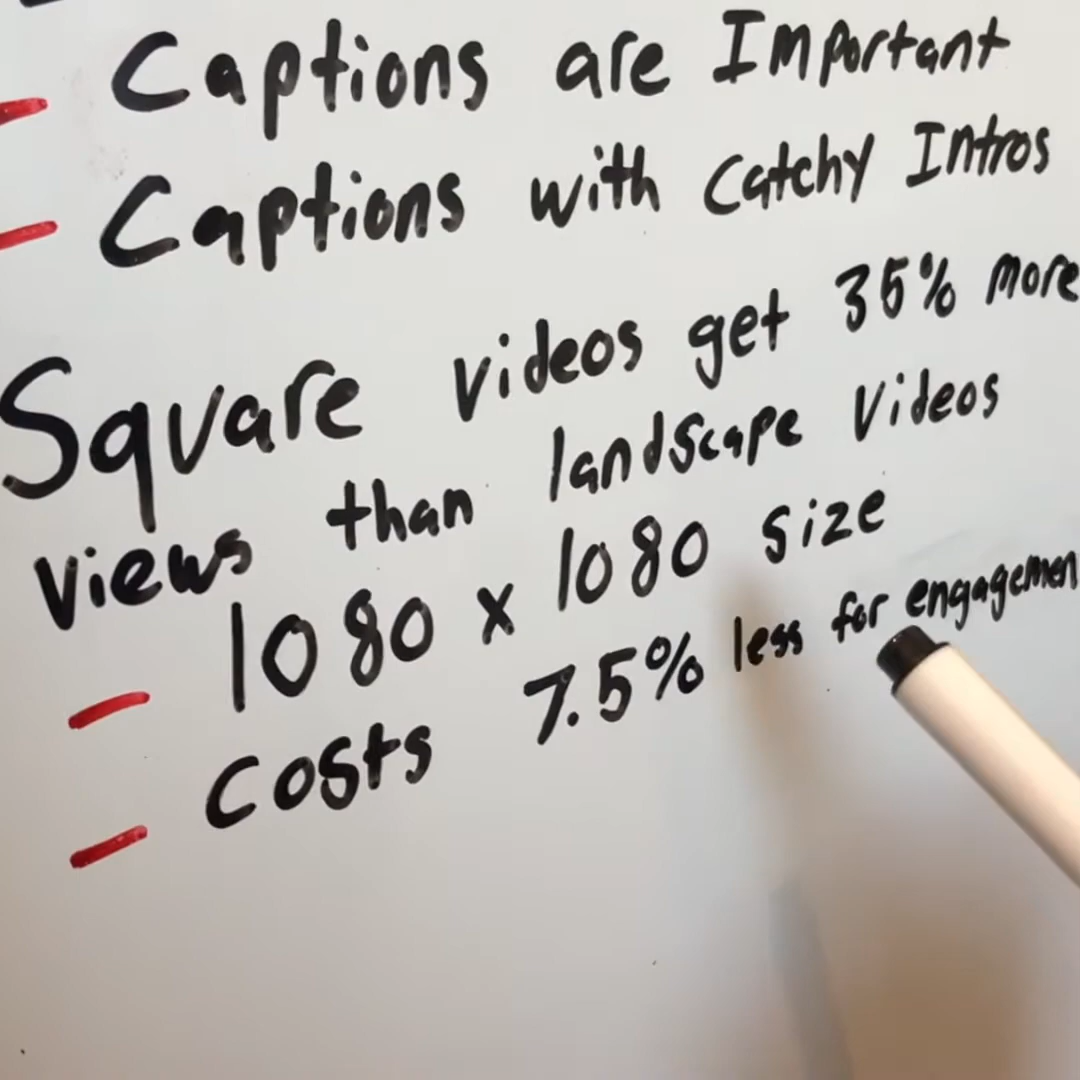 - Captions are Important
- Captions with Catchy Intros
Square videos get 35% more
views than landscape videos
- 1080 x 1080 size
- Costs 7.5% less for engagemen